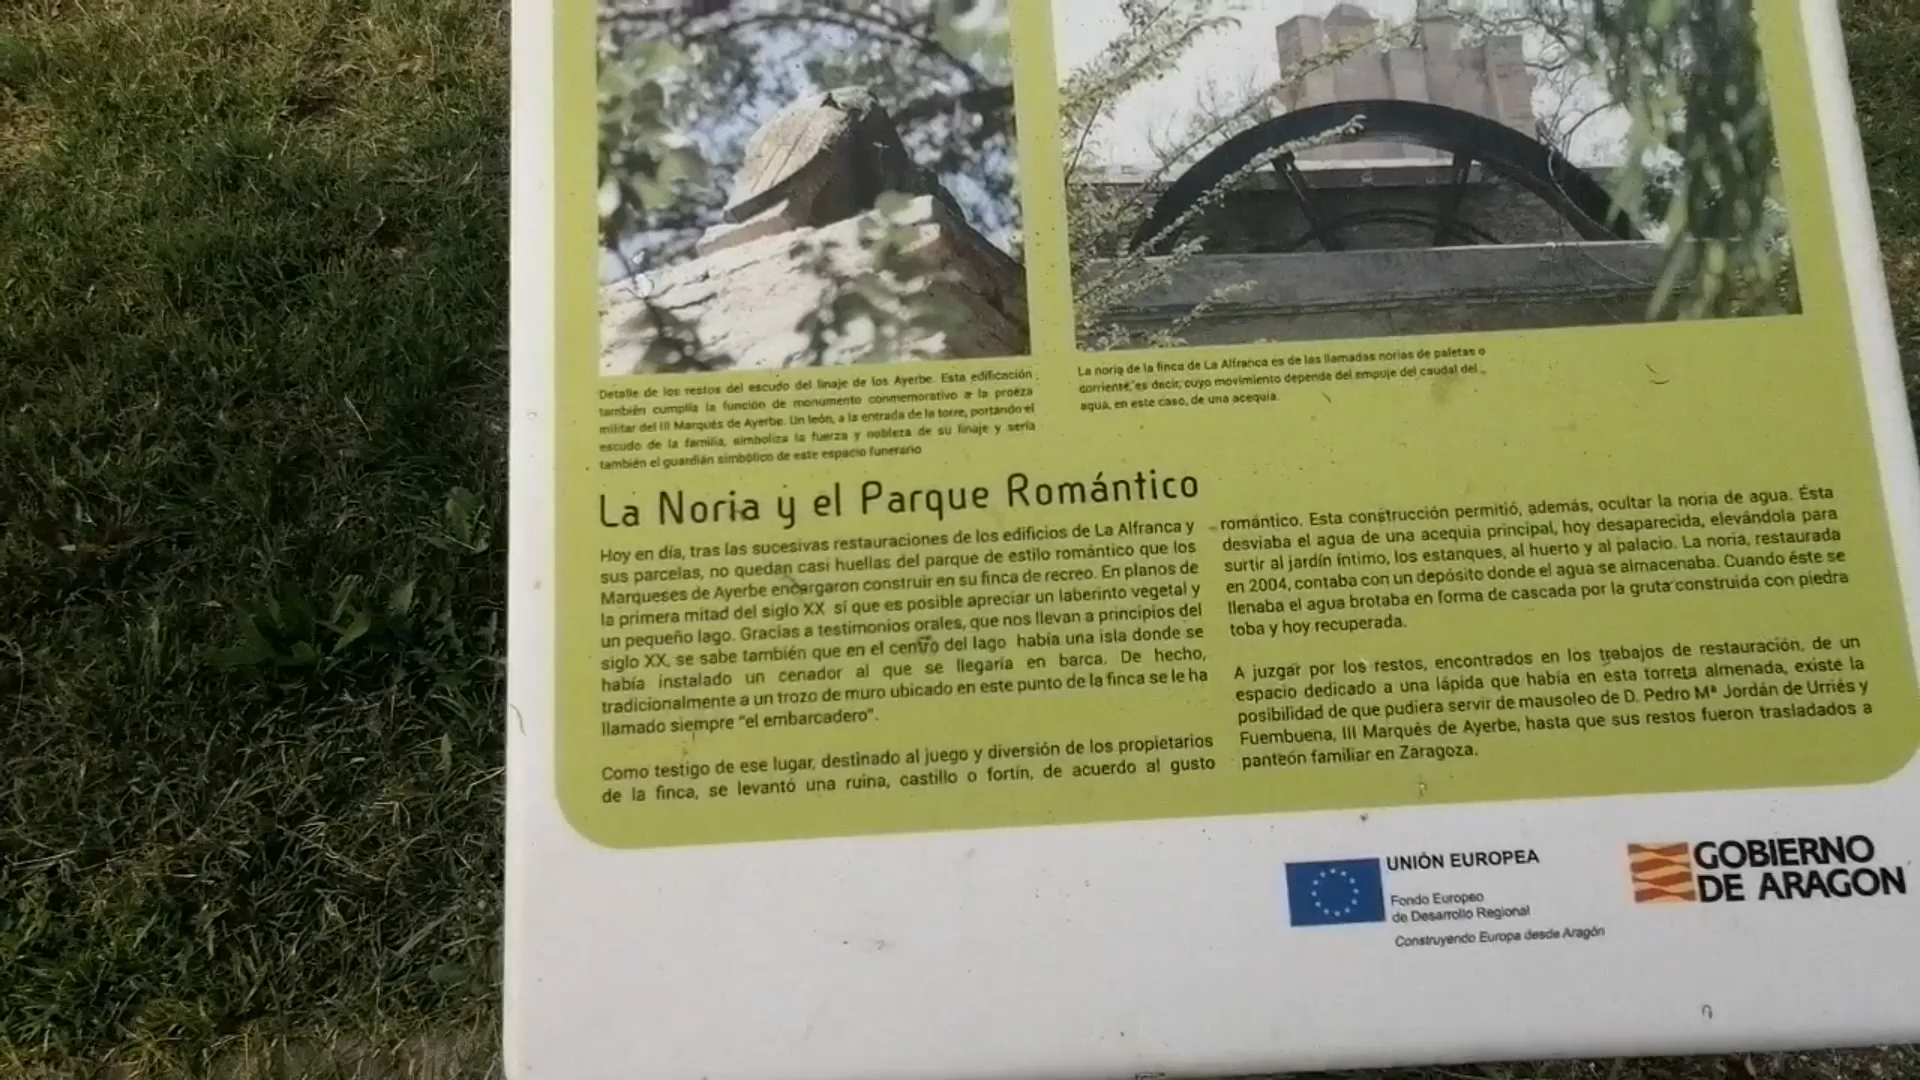 Detalle de los restos del escudo del linaje de los Ayerbe. Esta edificación
también cumplía la función de monumento conmemorativo a la proeza
militar del III Marqués de Ayerbe. Un león, a la entrada de la torre, portando el
escudo de la familia, simboliza la fuerza y nobleza de su linaje y sería
también el guardián simbólico de este espacio funerario
La noria de la finca de La Alfranca es de las llamadas norias de paletas o
corriente, es decir, cuyo movimiento depende del empuje del caudal del
agua, en este caso, de una acequia.
La Noria y el Parque Romántico
Hoy en día, tras las sucesivas restauraciones de los edificios de La Alfranca y
sus parcelas, no quedan casi huellas del parque de estilo romántico que los
Marqueses de Ayerbe encargaron construir en su finca de recreo. En planos de
la primera mitad del siglo XX sí que es posible apreciar un laberinto vegetal y
un pequeño lago. Gracias a testimonios orales, que nos llevan a principios del
siglo XX, se sabe también que en el centro del lago había una isla donde se
había instalado un cenador al que se llegaría en barca. De hecho,
tradicionalmente a un trozo de muro ubicado en este punto de la finca se le ha
llamado siempre "el embarcadero".
Como testigo de ese lugar, destinado al juego y diversión de los propietarios
de la finca, se levantó una ruina, castillo o fortín, de acuerdo al gusto
romántico. Esta construcción permitió, además, ocultar la noria de agua. Ésta
desviaba el agua de una acequia principal, hoy desaparecida, elevándola para
surtir al jardín íntimo, los estanques, al huerto y al palacio. La noria, restaurada
en 2004, contaba con un depósito donde el agua se almacenaba. Cuando éste se
llenaba el agua brotaba en forma de cascada por la gruta construida con piedra
toba y hoy recuperada.
A juzgar por los restos, encontrados en los trabajos de restauración, de un
espacio dedicado a una lápida que había en esta torreta almenada, existe la
posibilidad de que pudiera servir de mausoleo de D. Pedro Mª Jordán de Urriés y
Fuembuena, III Marqués de Ayerbe, hasta que sus restos fueron trasladados a
panteón familiar en Zaragoza.
UNIÓN EUROPEA
Fondo Europeo
de Desarrollo Regional
Construyendo Europa desde Aragón
GOBIERNO
DE ARAGON